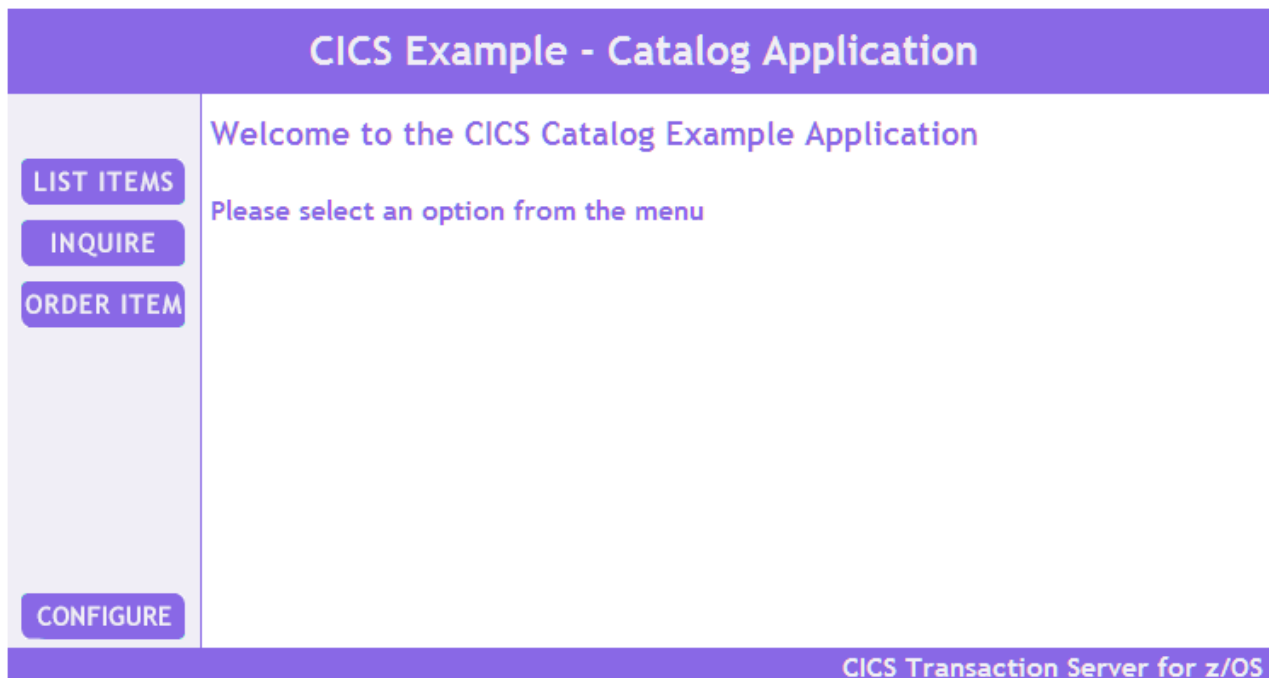 CICS Example - Catalog Application
Welcome to the CICS Catalog Example Application
LIST ITEMS
Please select an option from the menu
INQUIRE
ORDER ITEM
CONFIGURE
CICS Transaction Server for z/OS